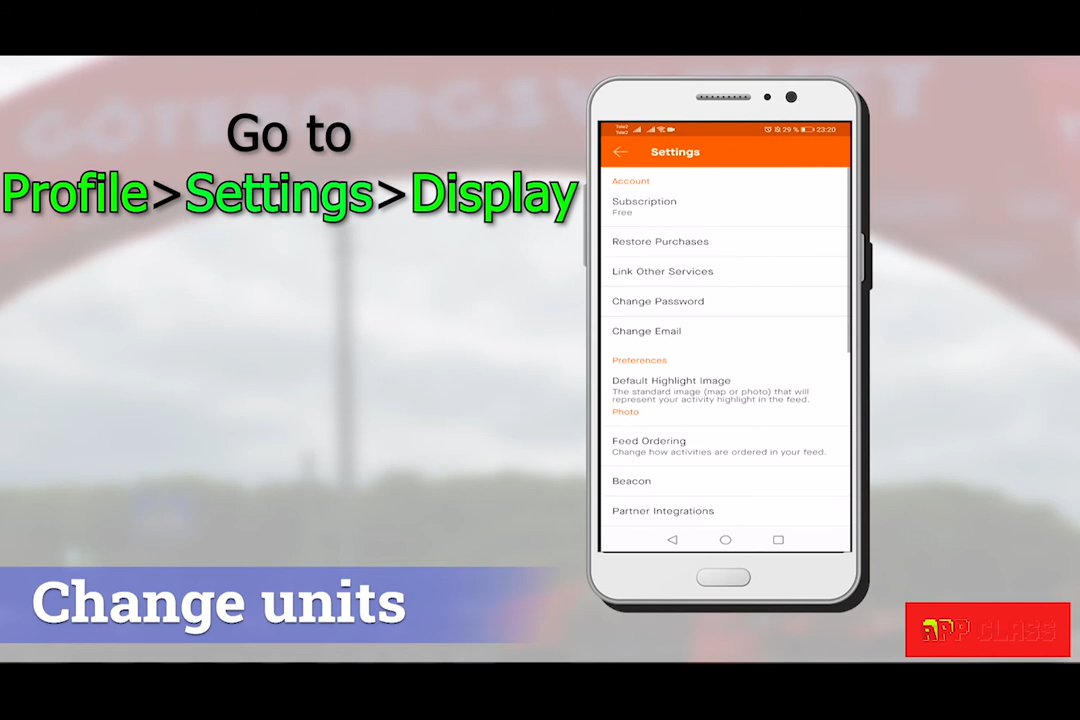 Go to
Profile>Settings>Display
Tele2
Tele2
29 % 23:20
Settings
Account
Subscription
Free
Restore Purchases
Link Other Services
Change Password
Change Email
Preferences
Default Highlight Image
The standard image (map or photo) that will
represent your activity highlight in the feed.
Photo
Feed Ordering
Change how activities are ordered in your feed.
Beacon
Partner Integrations
Change units
APP CLASS